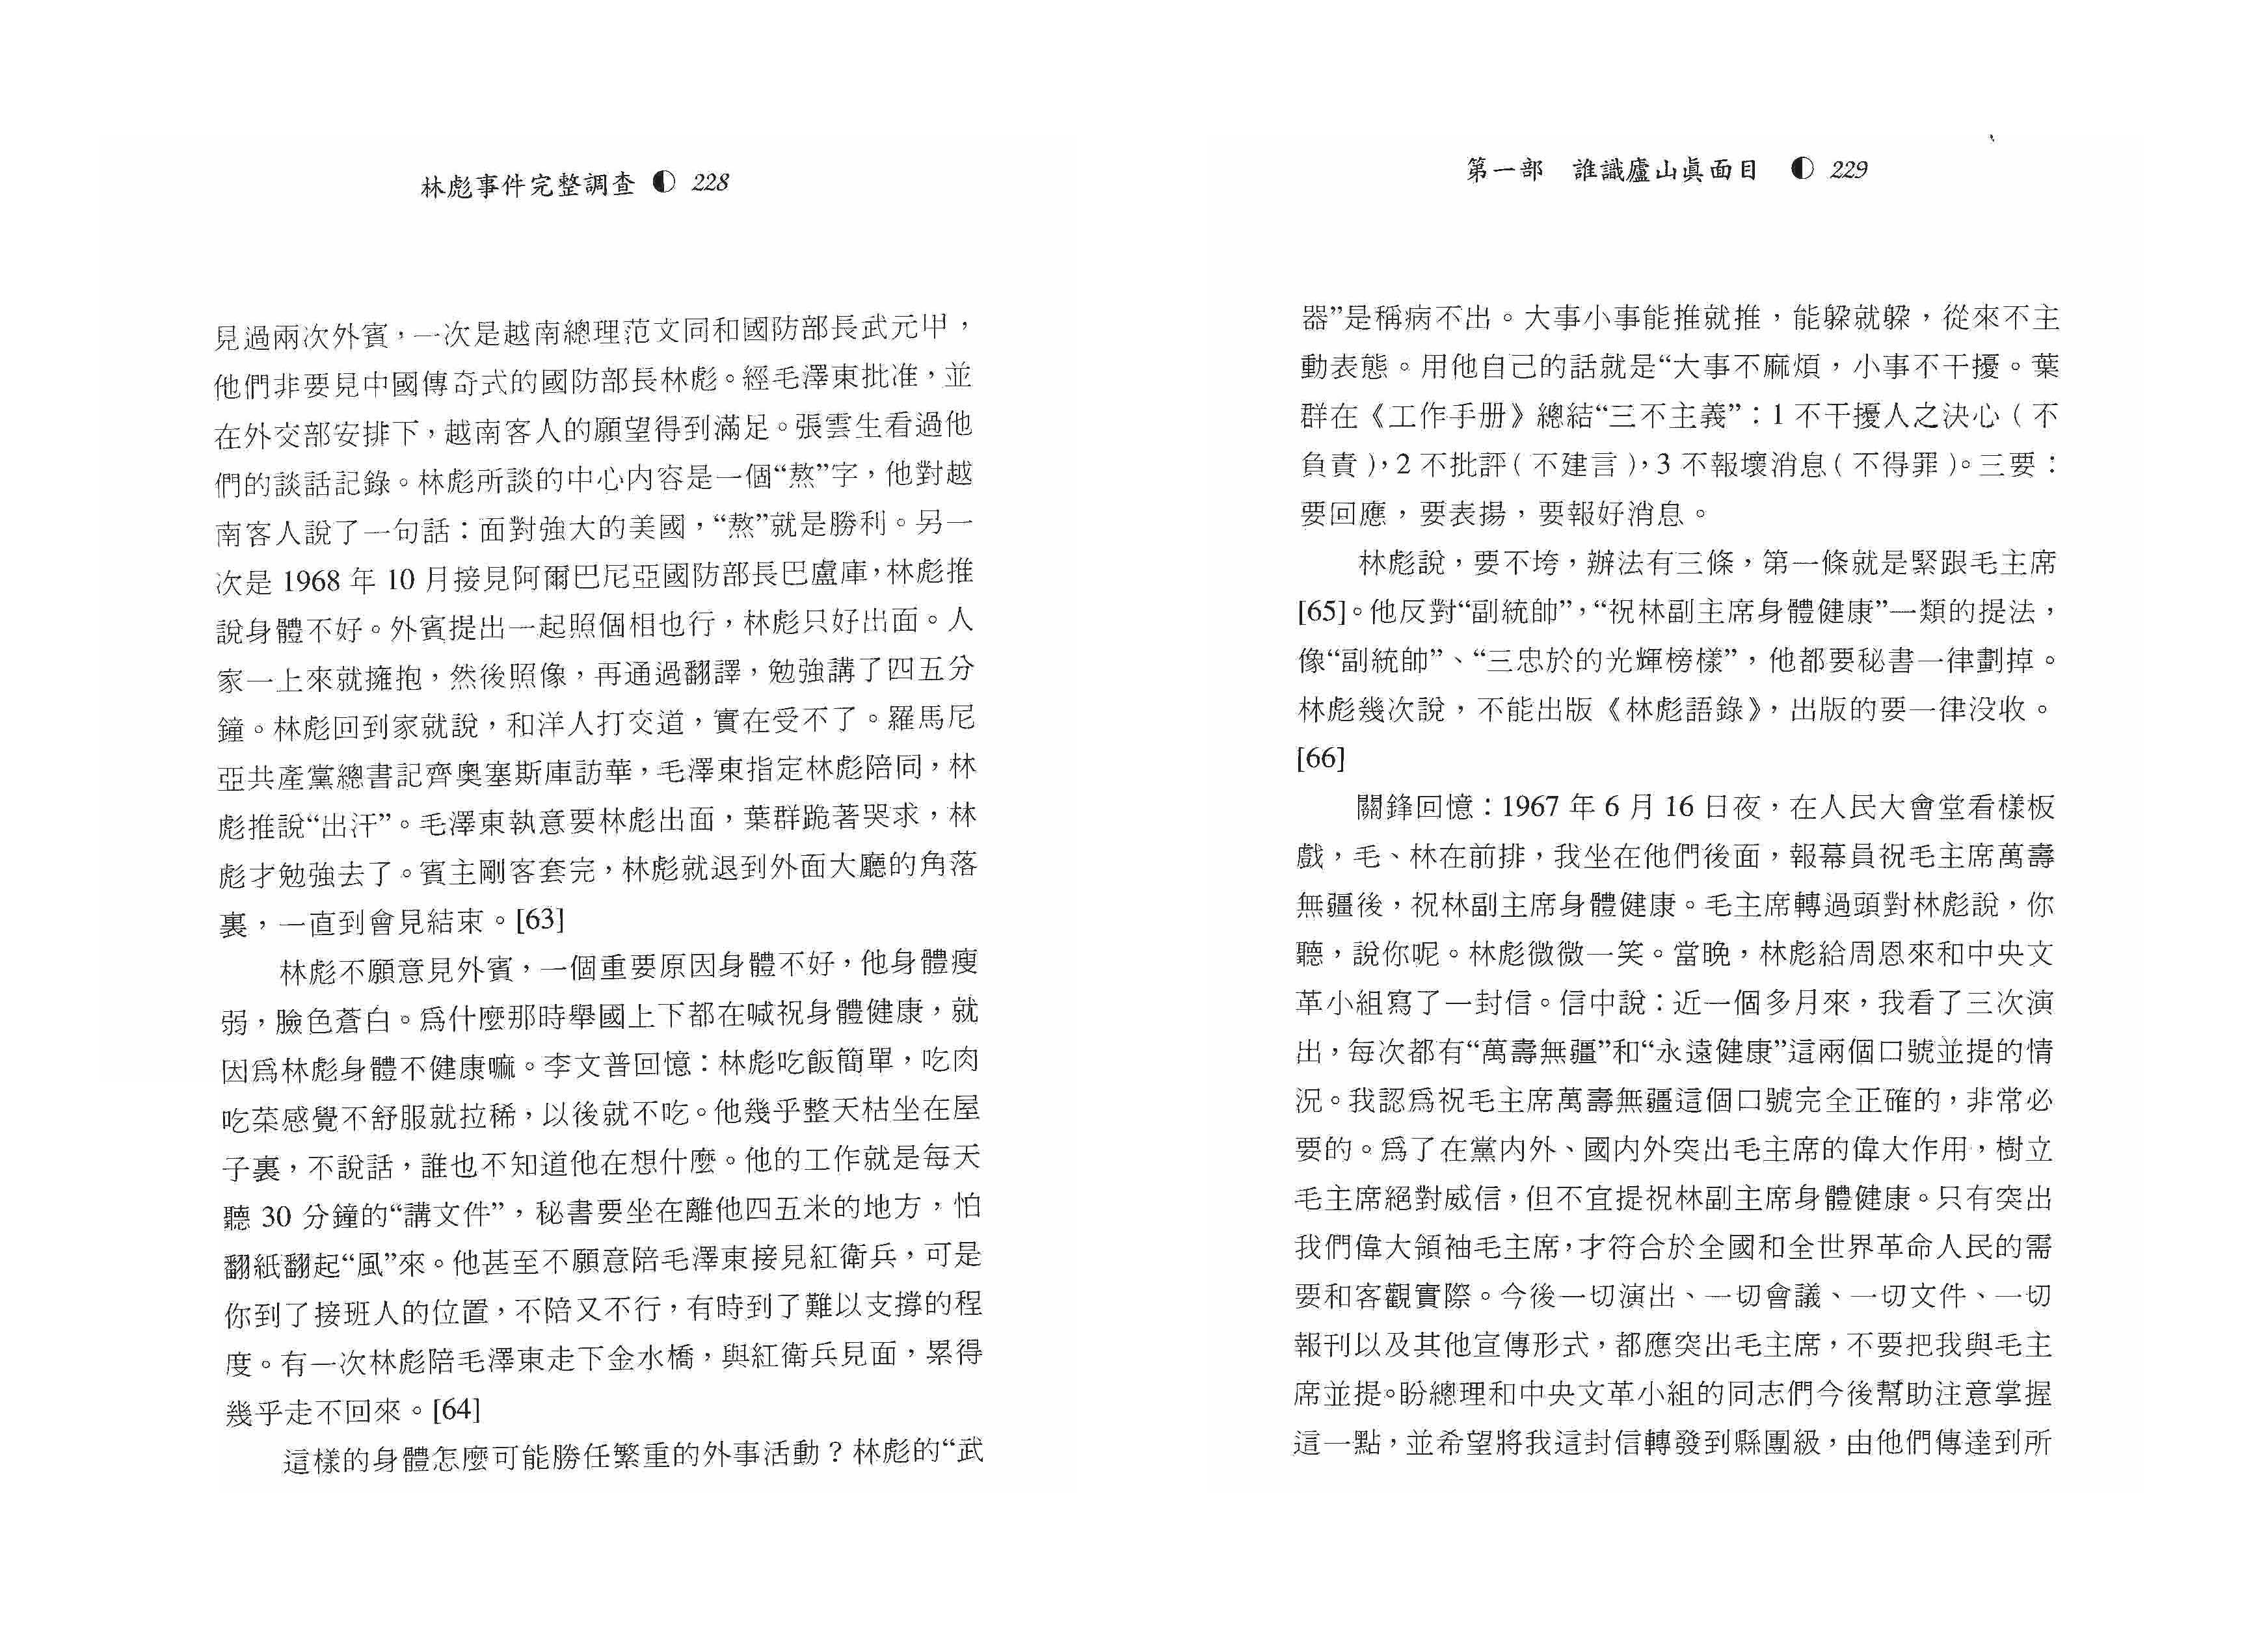 林彪事件完整調查 228
見過兩次外賓，一次是越南總理范文同和國防部長武元甲，
他們非要見中國傳奇式的國防部長林彪。經毛澤東批准，並
在外交部安排下，越南客人的願望得到滿足。張雲生看過他
們的談話記錄。林彪所談的中心內容是一個“熬”字，他對越
南客人說了一句話：面對強大的美國，“熬”就是勝利。另一
次是 1968 年 10 月接見阿爾巴尼亞國防部長巴盧庫，林彪推
說身體不好。外賓提出一起照個相也行，林彪只好出面。人
家一上來就擁抱，然後照像，再通過翻譯，勉強講了四五分
鐘。林彪回到家就說，和洋人打交道，實在受不了。羅馬尼
亞共產黨總書記齊奧塞斯庫訪華，毛澤東指定林彪陪同，林
彪推說“出汗”。毛澤東執意要林彪出面，葉群跪著哭求，林
彪才勉強去了。賓主剛客套完，林彪就退到外面大廳的角落
裏，一直到會見結束。[63]
林彪不願意見外賓，一個重要原因身體不好，他身體瘦
弱，臉色蒼白。爲什麼那時舉國上下都在喊祝身體健康，就
因爲林彪身體不健康嘛。李文普回憶：林彪吃飯簡單，吃肉
吃菜感覺不舒服就拉稀，以後就不吃。他幾乎整天枯坐在屋
子裏，不說話，誰也不知道他在想什麼。他的工作就是每天
聽 30 分鐘的“講文件”，秘書要坐在離他四五米的地方，怕
翻紙翻起“風”來。他甚至不願意陪毛澤東接見紅衛兵，可是
你到了接班人的位置，不陪又不行，有時到了難以支撐的程
度。有一次林彪陪毛澤東走下金水橋，與紅衛兵見面，累得
幾乎走不回來。[64]
這樣的身體怎麼可能勝任繁重的外事活動？林彪的“武
第一部 誰識廬山眞面目 229
器”是稱病不出。大事小事能推就推，能躲就躲，從來不主
動表態。用他自己的話就是“大事不麻煩，小事不干擾。葉
群在《工作手册》總結“三不主義”：1 不干擾人之決心（不
負責），2 不批評（不建言），3 不報壞消息（不得罪）。三要：
要回應，要表揚，要報好消息。
林彪說，要不垮，辦法有三條，第一條就是緊跟毛主席
[65]。他反對“副統帥”，“祝林副主席身體健康”一類的提法，
像“副統帥”、“三忠於的光輝榜樣”，他都要秘書一律劃掉。
林彪幾次說，不能出版《林彪語錄》，出版的要一律没收。
[66]
關鋒回憶：1967 年 6 月 16 日夜，在人民大會堂看樣板
戲，毛、林在前排，我坐在他們後面，報幕員祝毛主席萬壽
無疆後，祝林副主席身體健康。毛主席轉過頭對林彪說，你
聽，說你呢。林彪微微一笑。當晚，林彪給周恩來和中央文
革小組寫了一封信。信中說：近一個多月來，我看了三次演
出，每次都有“萬壽無疆”和“永遠健康”這兩個口號並提的情
況。我認爲祝毛主席萬壽無疆這個口號完全正確的，非常必
要的。爲了在黨内外、國内外突出毛主席的偉大作用，樹立
毛主席絕對威信，但不宜提祝林副主席身體健康。只有突出
我們偉大領袖毛主席，才符合於全國和全世界革命人民的需
要和客觀實際。今後一切演出、一切會議、一切文件、一切
報刊以及其他宣傳形式，都應突出毛主席，不要把我與毛主
席並提。盼總理和中央文革小組的同志們今後幫助注意掌握
這一點，並希望將我這封信轉發到縣團級，由他們傳達到所